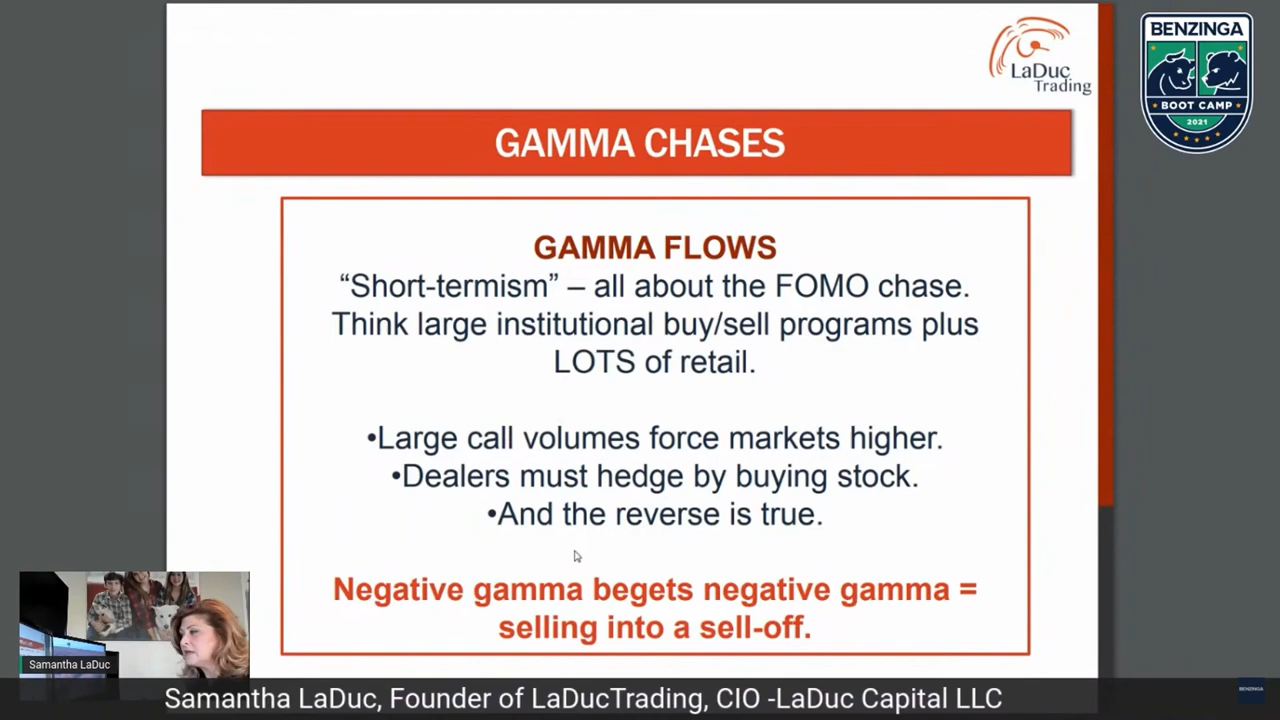 LaDuc
Trading
BENZINGA
BOOT CAMP
2021
GAMMA CHASES
GAMMA FLOWS
“Short-termism” – all about the FOMO chase.
Think large institutional buy/sell programs plus
LOTS of retail.
•Large call volumes force markets higher.
•Dealers must hedge by buying stock.
•And the reverse is true.
Negative gamma begets negative gamma =
selling into a sell-off.
Samantha LaDuc
Samantha LaDuc, Founder of LaDucTrading, CIO -LaDuc Capital LLC
BENZINGA